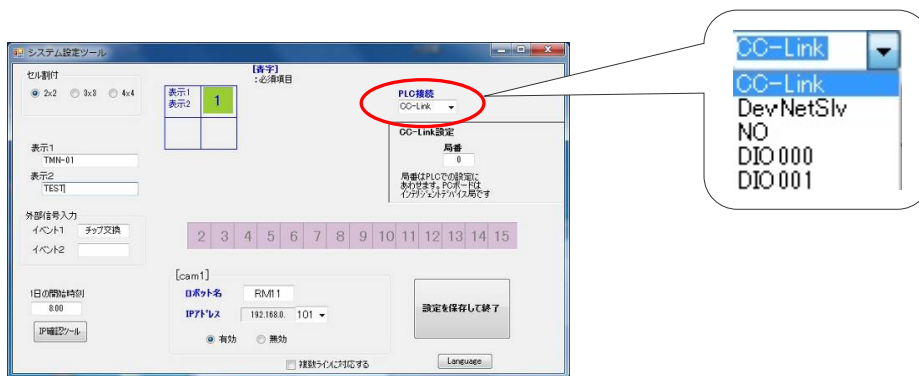 システム設定ツール
セル割付
2x2 3x3 4x4
[青字]
:必須項目
表示1
表示2
1
PLC接続
CC-Link
CC-Link設定
局番
0
局番はPLCでの設定に
あわせます。PCボードは
インテリジェントデバイス局です
表示1
TMN-01
表示2
TEST
外部信号入力
イベント1 チップ交換
イベント2
2 3 4 5 6 7 8 9 10 11 12 13 14 15
[cam1]
ロボット名 RM11
IPアドレス 192.168.0. 101
有効 無効
1日の開始時刻
8:00
IP確認ツール
設定を保存して終了
複数ラインに対応する
Language
CC-Link
CC-Link
DevNetSlv
NO
DIO000
DIO001